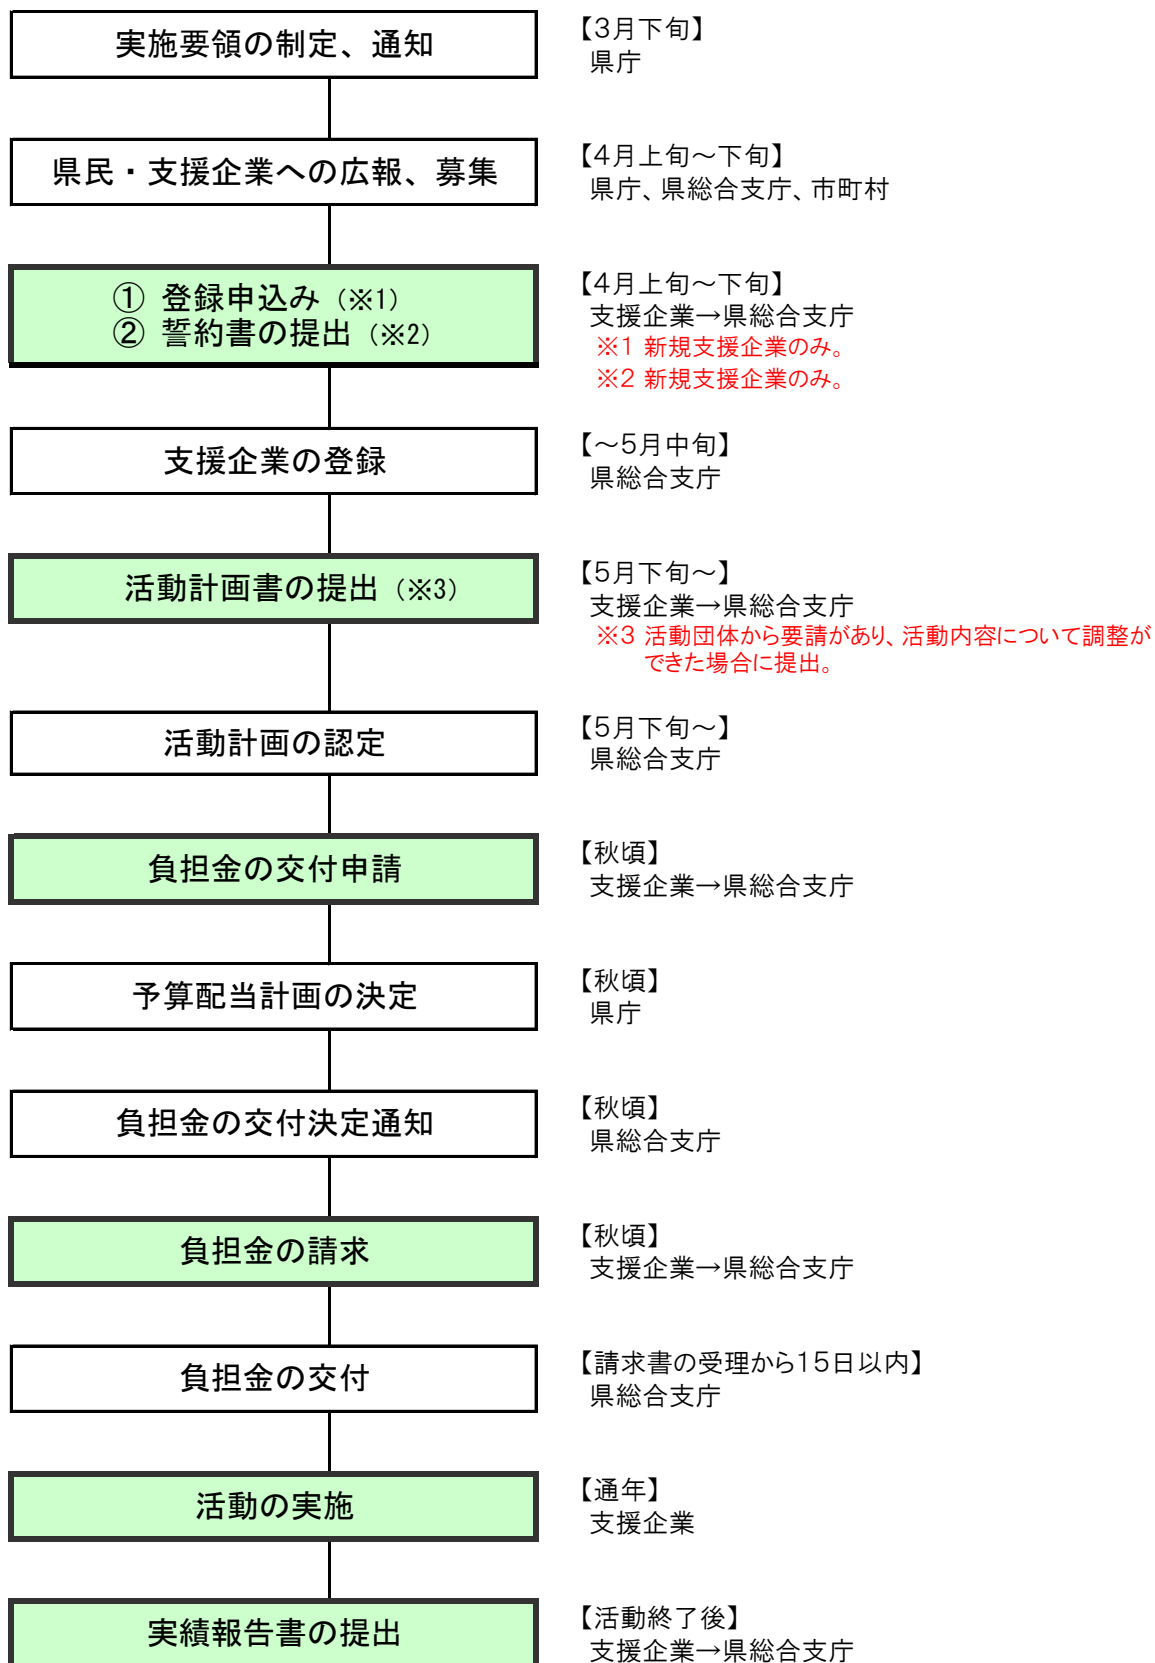 実施要領の制定、通知
【3月下旬】
県庁
県民・支援企業への広報、募集
【4月上旬～下旬】
県庁、県総合支庁、市町村
① 登録申込み（※1）
② 誓約書の提出（※2）
【4月上旬～下旬】
支援企業→県総合支庁
※1 新規支援企業のみ。
※2 新規支援企業のみ。
支援企業の登録
【～5月中旬】
県総合支庁
活動計画書の提出（※3）
【5月下旬～】
支援企業→県総合支庁
※3 活動団体から要請があり、活動内容について調整が
できた場合に提出。
活動計画の認定
【5月下旬～】
県総合支庁
負担金の交付申請
【秋頃】
支援企業→県総合支庁
予算配当計画の決定
【秋頃】
県庁
負担金の交付決定通知
【秋頃】
県総合支庁
負担金の請求
【秋頃】
支援企業→県総合支庁
負担金の交付
【請求書の受理から15日以内】
県総合支庁
活動の実施
【通年】
支援企業
実績報告書の提出
【活動終了後】
支援企業→県総合支庁